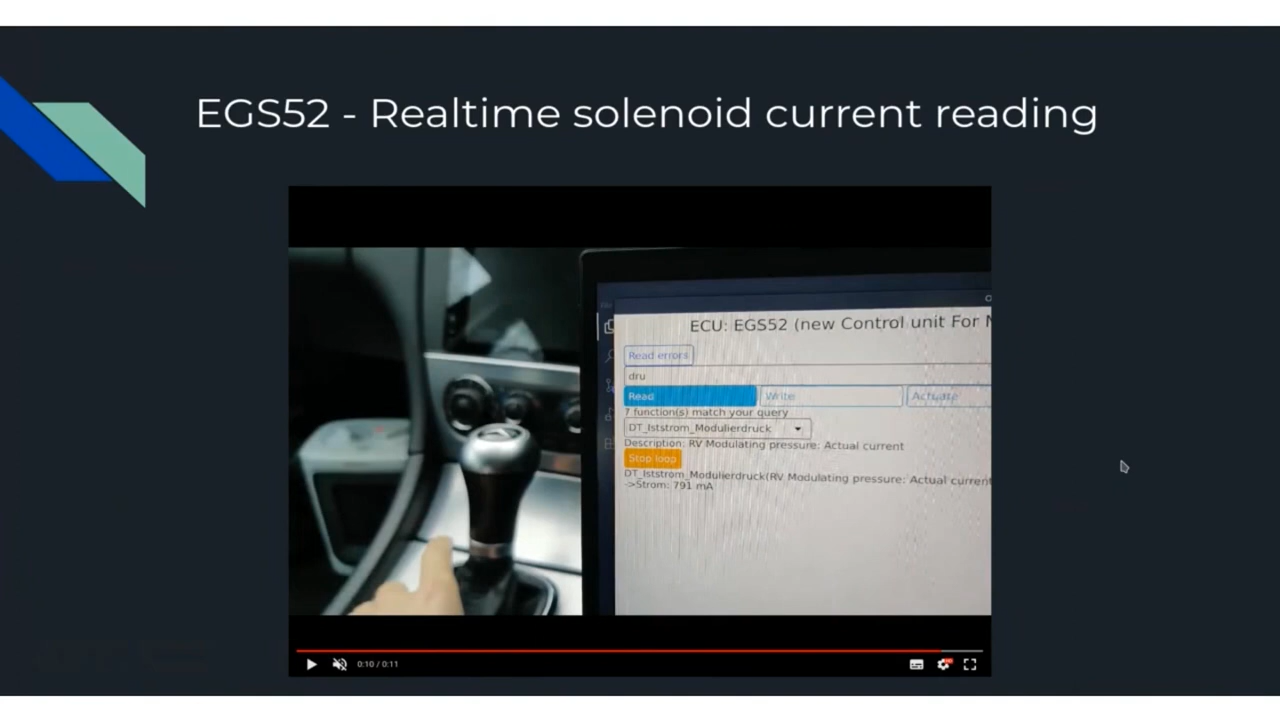 EGS52 - Realtime solenoid current reading
ECU: EGS52 (new Control unit For
Read errors
dru
Read Write Actuate
7 function(s) match your query
DT_Iststrom_Modulierdruck
Description: RV Modulating pressure: Actual current
Stop loop
DT_Iststrom_Modulierdruck(RV Modulating pressure: Actual current
->Strom: 791 mA
0:10 / 0:11